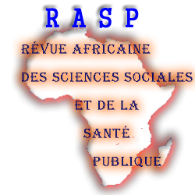 R A S P
RÉVUE AFRICAINE
DES SCIENCES SOCIALES
ET DE LA
SANTÉ
PUBLIQUE